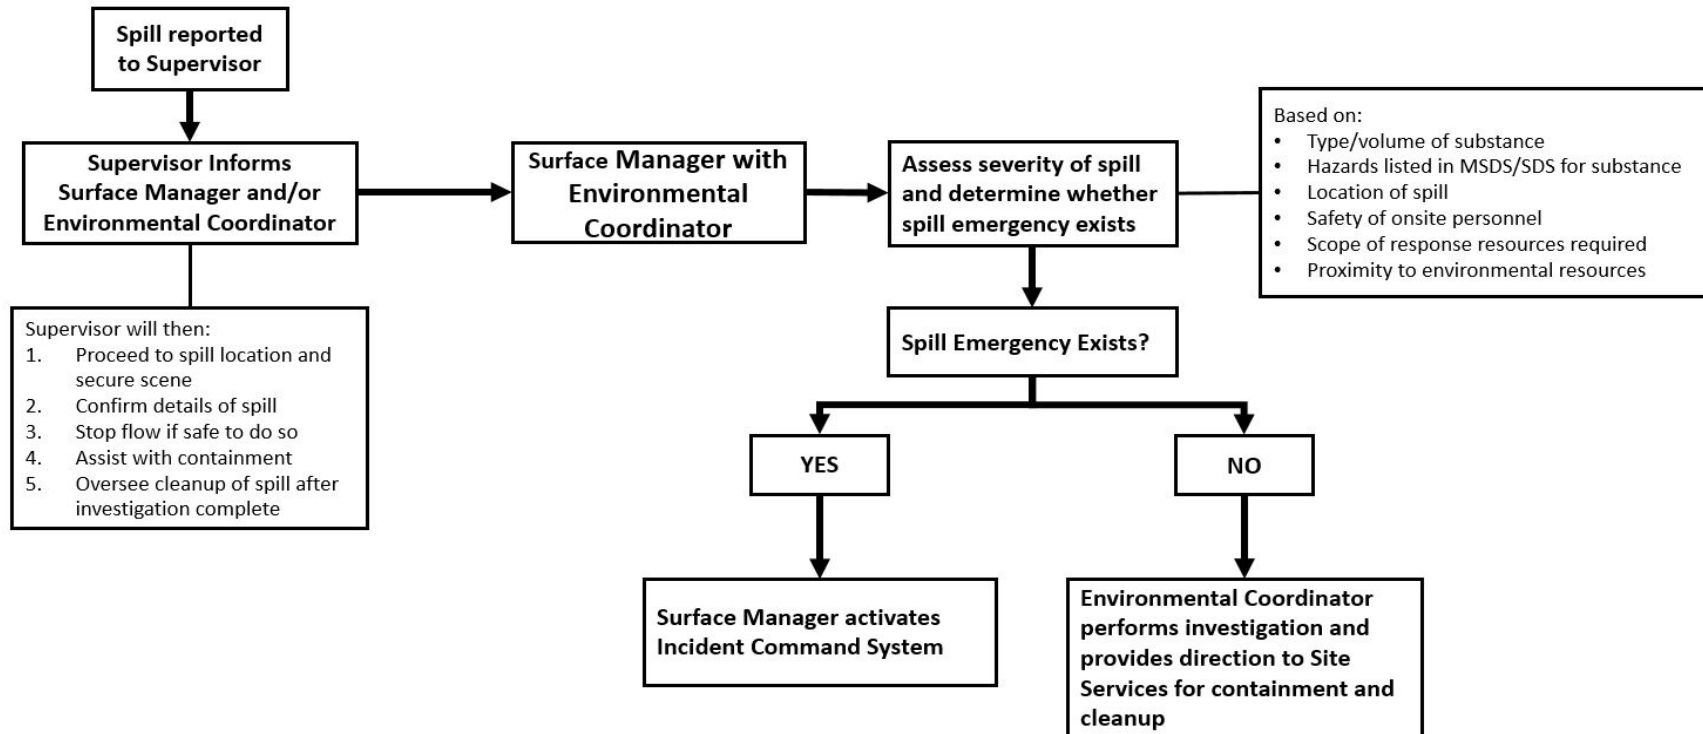 Spill reported
to Supervisor
Supervisor Informs
Surface Manager and/or
Environmental Coordinator
Supervisor will then:
1. Proceed to spill location and
secure scene
2. Confirm details of spill
3. Stop flow if safe to do so
4. Assist with containment
5. Oversee cleanup of spill after
investigation complete
Surface Manager with
Environmental
Coordinator
Assess severity of spill
and determine whether
spill emergency exists
Based on:
• Type/volume of substance
• Hazards listed in MSDS/SDS for substance
• Location of spill
• Safety of onsite personnel
• Scope of response resources required
• Proximity to environmental resources
Spill Emergency Exists?
YES
NO
Surface Manager activates
Incident Command System
Environmental Coordinator
performs investigation and
provides direction to Site
Services for containment and
cleanup